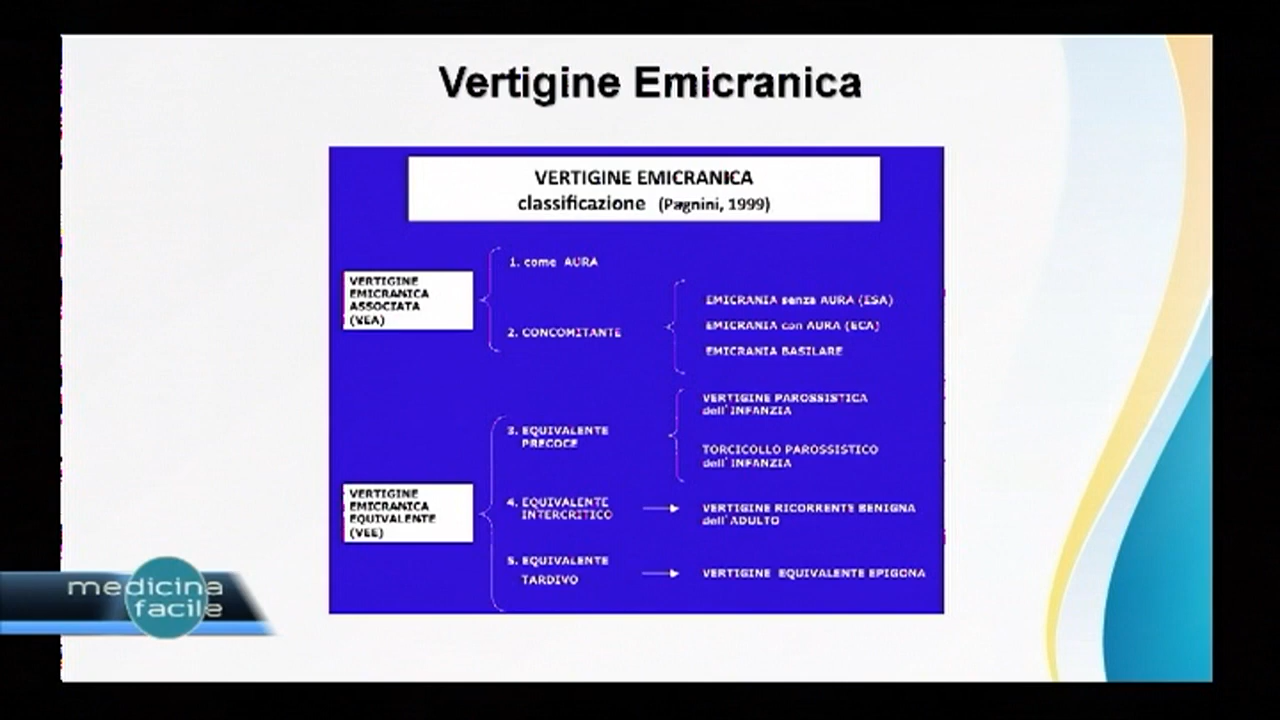 Vertigine Emicranica
VERTIGINE EMICRANICA
classificazione (Pagnini, 1999)
VERTIGINE
EMICRANICA
ASSOCIATA
(VEA)
1. come AURA
2. CONCOMITANTE
EMICRANIA senza AURA (ESA)
EMICRANIA con AURA (ECA)
EMICRANIA BASILARE
VERTIGINE
EMICRANICA
EQUIVALENTE
(VEE)
3. EQUIVALENTE
PRECOCE
VERTIGINE PAROSSISTICA
dell'INFANZIA
TORCICOLLO PAROSSISTICO
dell'INFANZIA
4. EQUIVALENTE
INTERCRITICO
VERTIGINE RICORRENTE BENIGNA
dell'ADULTO
5. EQUIVALENTE
TARDIVO
VERTIGINE EQUIVALENTE EPIGONA
medicina
facile